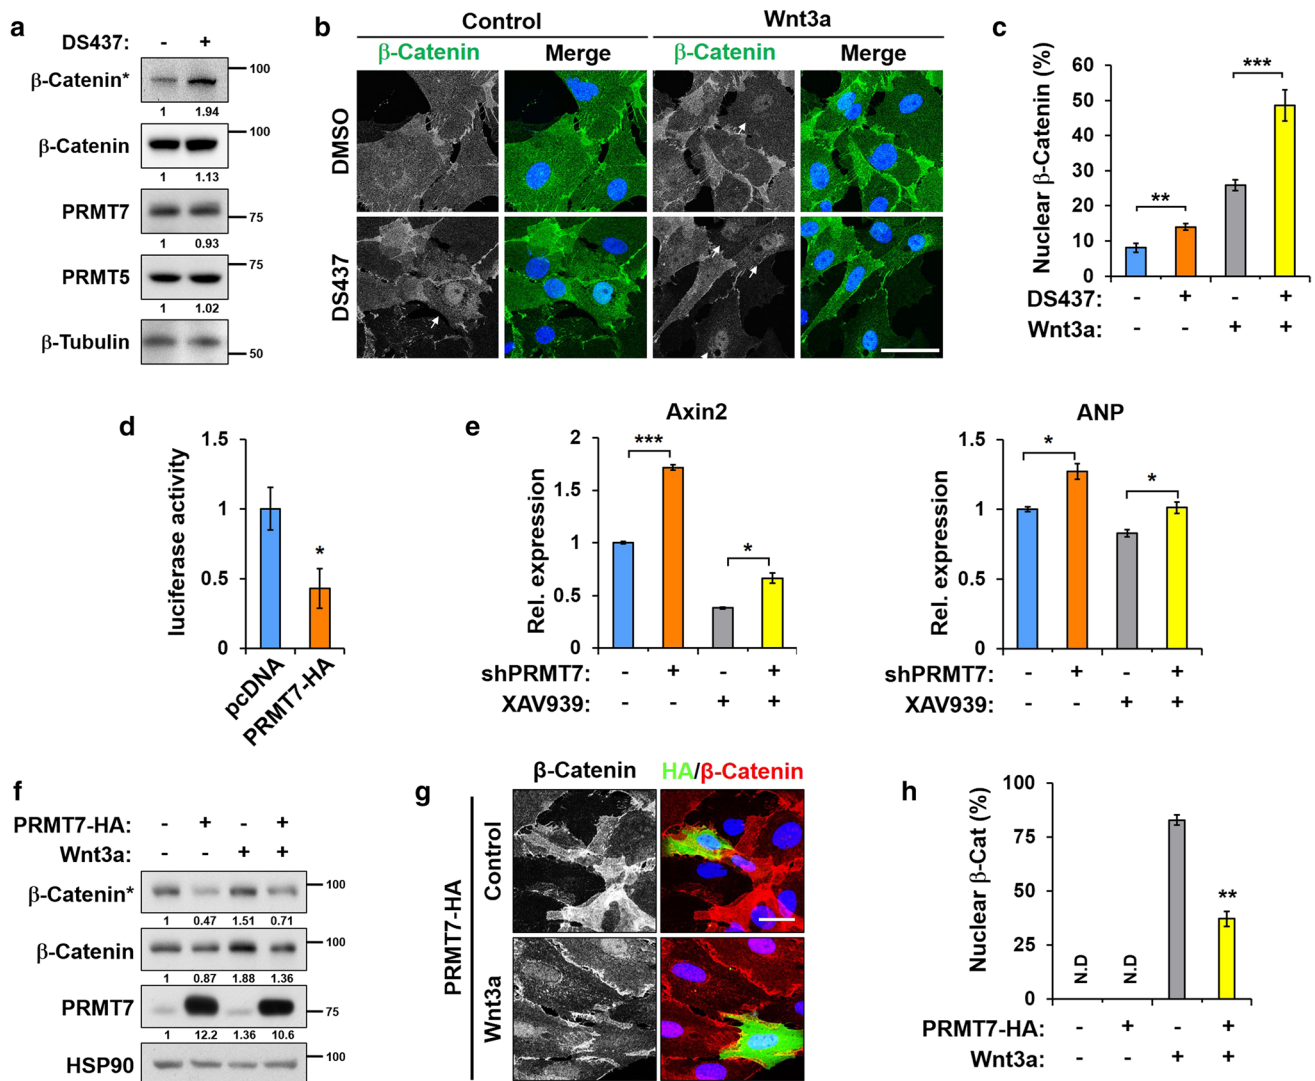 a
DS437: - +
β-Catenin*
100
1 1.94
β-Catenin
100
1 1.13
PRMT7
75
1 0.93
PRMT5
75
1 1.02
β-Tubulin
50
b
Control Wnt3a
β-Catenin Merge β-Catenin Merge
DMSO
DS437
c
Nuclear β-Catenin (%)
60
50
40
30
20
10
0
**
***
DS437: - + - +
Wnt3a: - - + +
d
luciferase activity
1.5
1
0.5
0
*
pcDNA
PRMT7-HA
e
Axin2
Rel. expression
2
1.5
1
0.5
0
***
*
shPRMT7: - + - +
XAV939: - - + +
ANP
Rel. expression
1.5
1
0.5
0
*
*
shPRMT7: - + - +
XAV939: - - + +
f
PRMT7-HA: - + - +
Wnt3a: - - + +
β-Catenin*
100
1 0.47 1.51 0.71
β-Catenin
100
1 0.87 1.88 1.36
PRMT7
75
1 12.2 1.36 10.6
HSP90
100
g
β-Catenin HA/β-Catenin
PRMT7-HA
Control
Wnt3a
h
Nuclear β-Cat (%)
100
75
50
25
0
N.D N.D
**
PRMT7-HA: - + - +
Wnt3a: - - + +